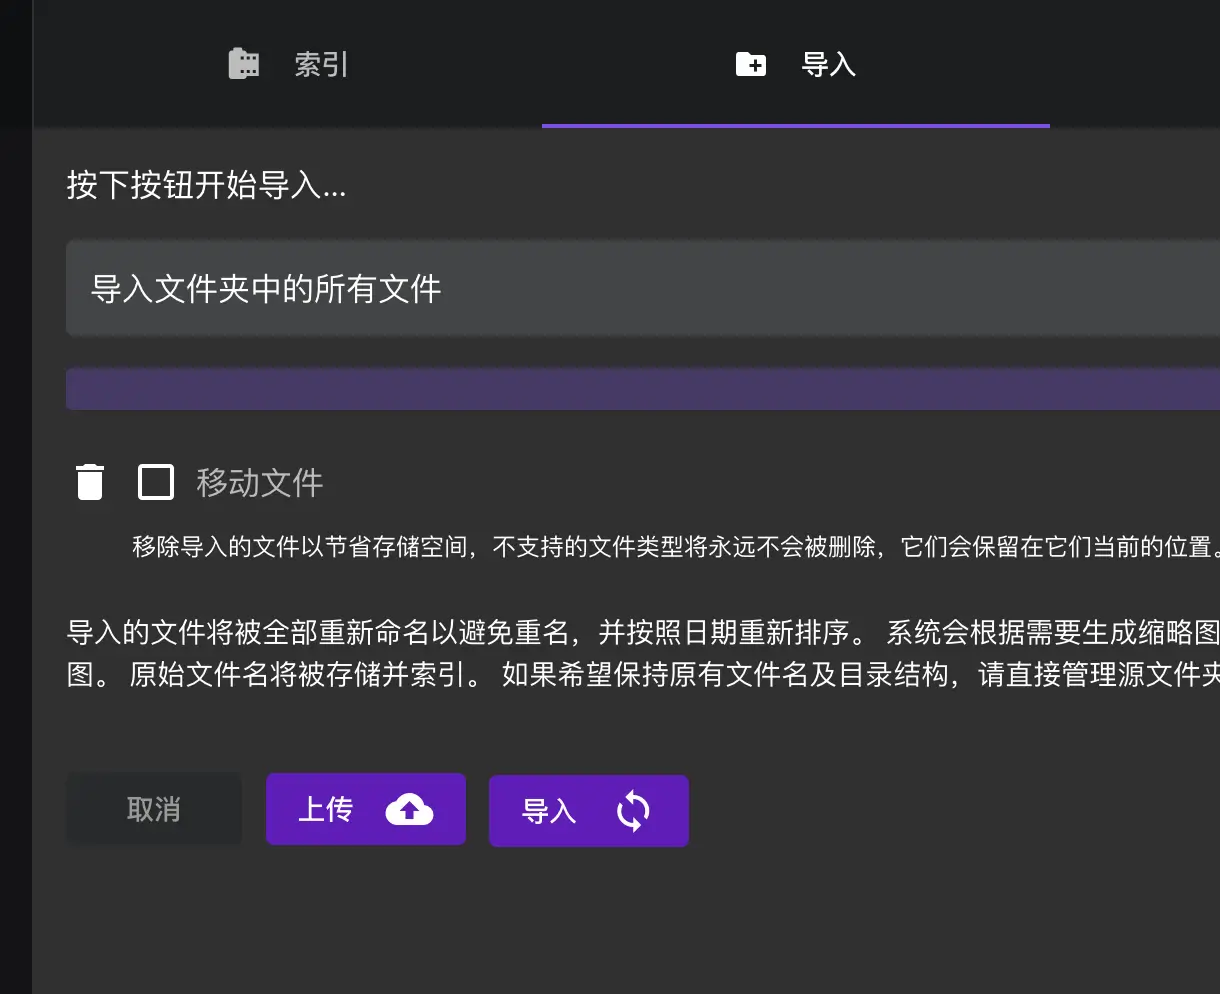 索引
导入
按下按钮开始导入...
导入文件夹中的所有文件
移动文件
移除导入的文件以节省存储空间，不支持的文件类型将永远不会被删除，它们会保留在它们当前的位置。
导入的文件将被全部重新命名以避免重名，并按照日期重新排序。 系统会根据需要生成缩略图
图。 原始文件名将被存储并索引。 如果希望保持原有文件名及目录结构，请直接管理源文件夹
取消
上传
导入